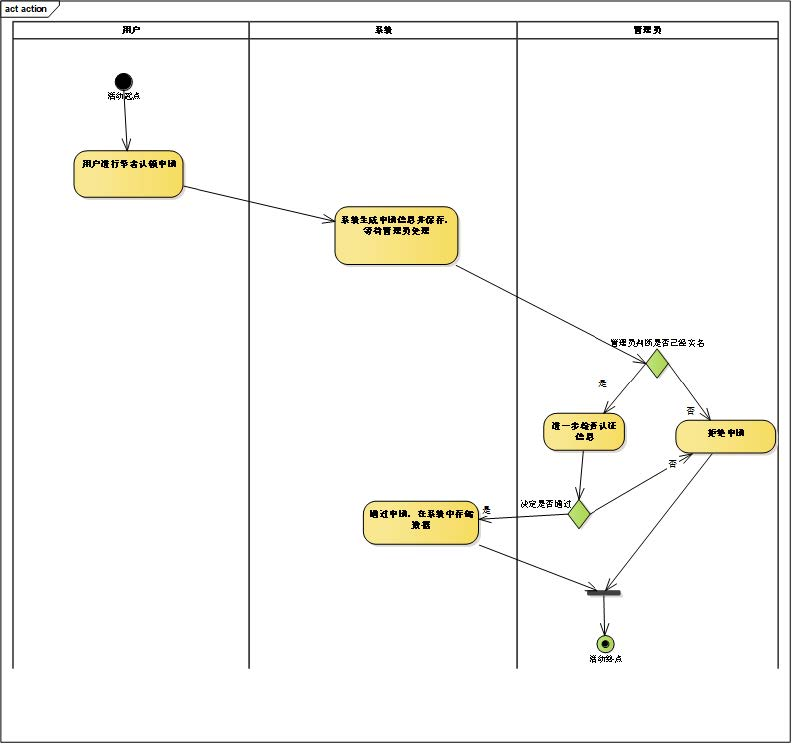 act action
用户
系统
管理员
活动起点
用户进行学者认领申请
系统生成申请信息并保存，
等待管理员处理
管理员判断是否已经实名
是
否
进一步检查认证
信息
拒绝申请
否
决定是否通过
是
通过申请，在系统中存储
数据
活动终点